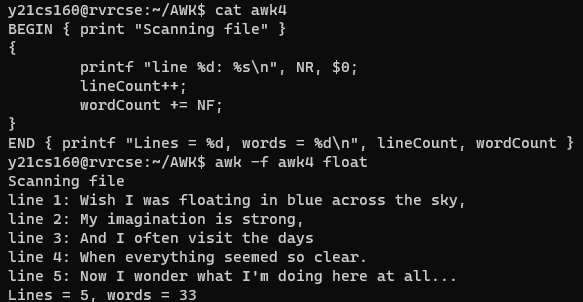 y21cs160@rvrcse:~/AWK$ cat awk4
BEGIN { print "Scanning file" }
{
        printf "line %d: %s\n", NR, $0;
        lineCount++;
        wordCount += NF;
}
END { printf "Lines = %d, words = %d\n", lineCount, wordCount }
y21cs160@rvrcse:~/AWK$ awk -f awk4 float
Scanning file
line 1: Wish I was floating in blue across the sky,
line 2: My imagination is strong,
line 3: And I often visit the days
line 4: When everything seemed so clear.
line 5: Now I wonder what I'm doing here at all...
Lines = 5, words = 33